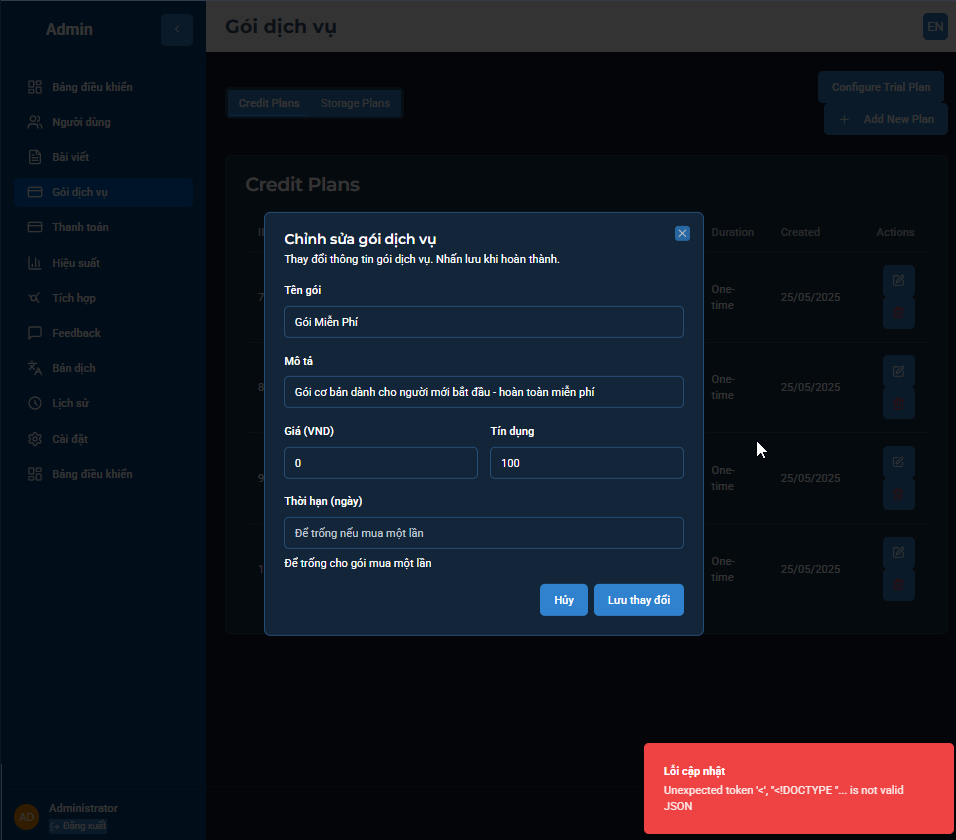 Admin
Gói dịch vụ
EN
Bảng điều khiển
Người dùng
Bài viết
Gói dịch vụ
Thanh toán
Hiệu suất
Tích hợp
Feedback
Bản dịch
Lịch sử
Cài đặt
Bảng điều khiển
Credit Plans
Storage Plans
Configure Trial Plan
Add New Plan
Credit Plans
Duration
Created
Actions
7
One-
time
25/05/2025
8
One-
time
25/05/2025
9
One-
time
25/05/2025
1
One-
time
25/05/2025
Chỉnh sửa gói dịch vụ
Thay đổi thông tin gói dịch vụ. Nhấn lưu khi hoàn thành.
Tên gói
Gói Miễn Phí
Mô tả
Gói cơ bản dành cho người mới bắt đầu - hoàn toàn miễn phí
Giá (VND)
Tín dụng
0
100
Thời hạn (ngày)
Để trống nếu mua một lần
Để trống cho gói mua một lần
Hủy
Lưu thay đổi
Lỗi cập nhật
Unexpected token '<', "<!DOCTYPE "... is not valid
JSON
AD
Administrator
Đăng xuất